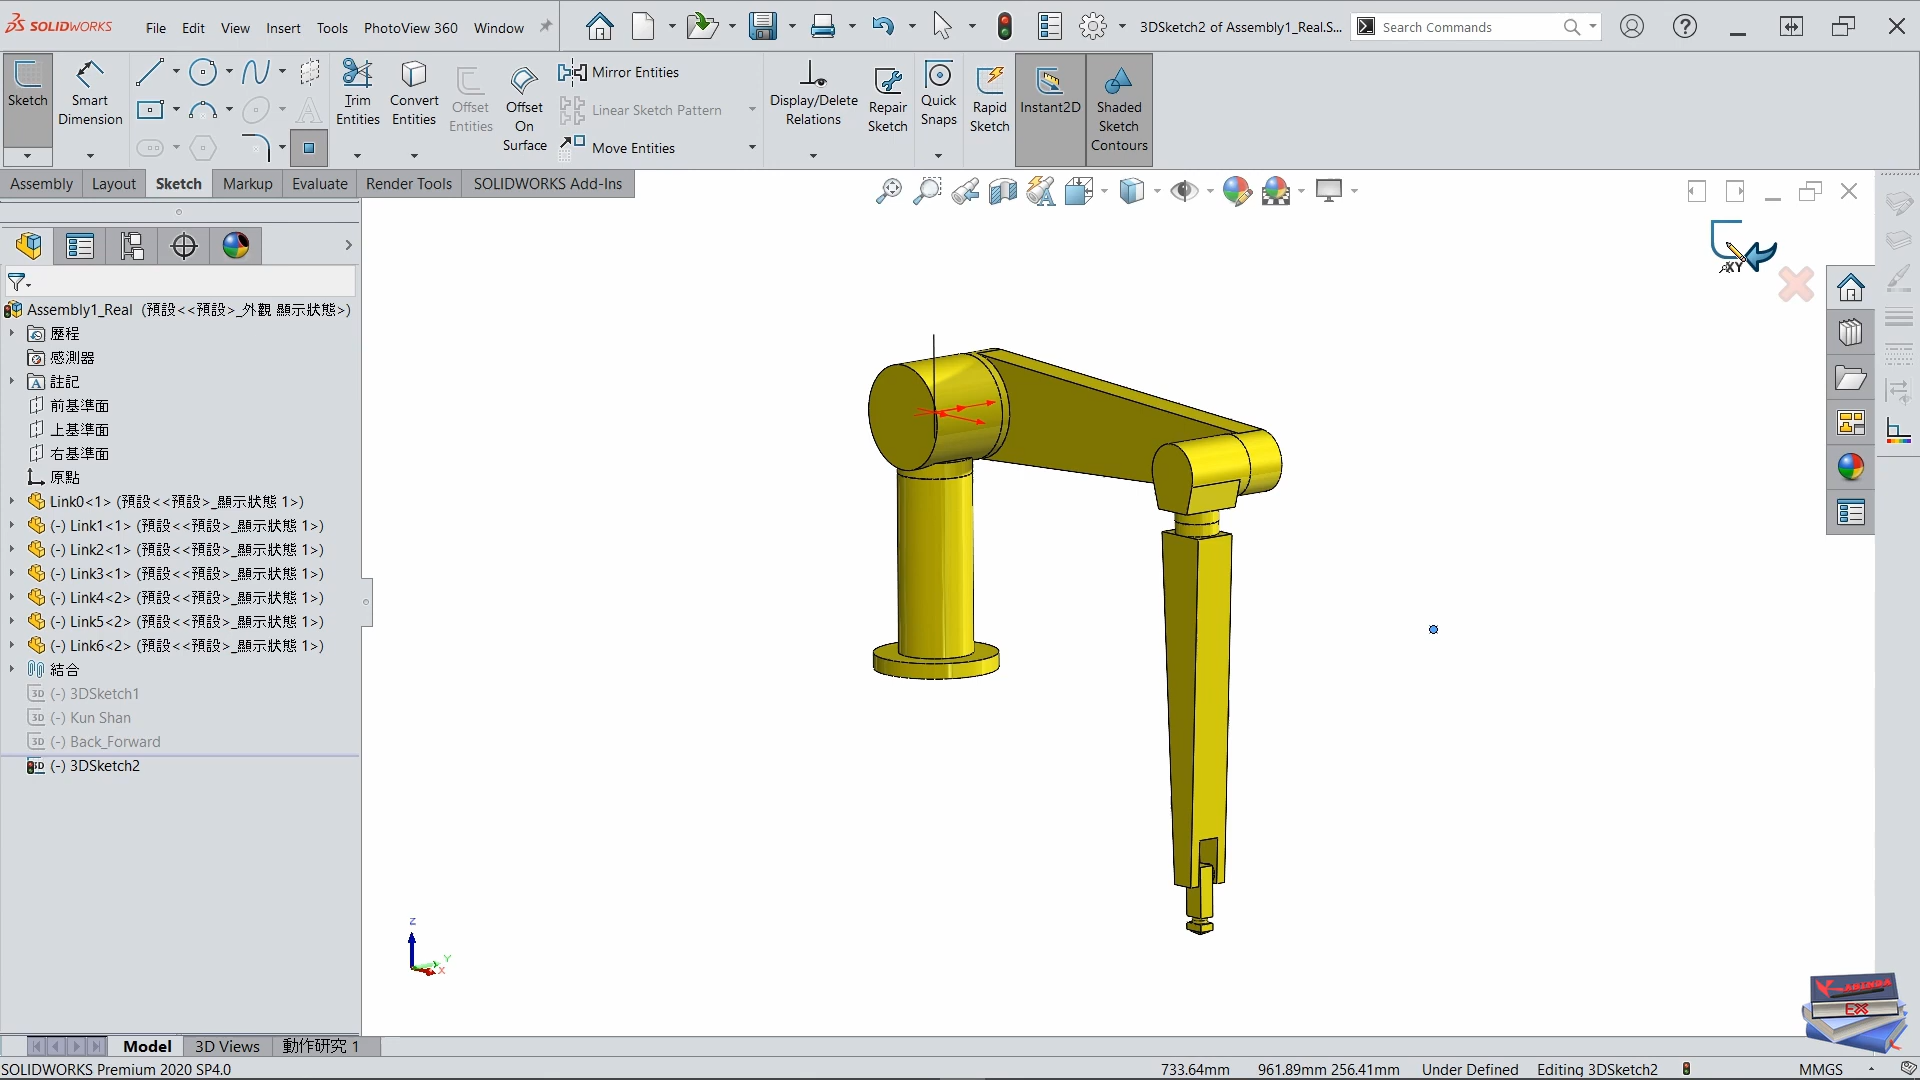 SOLIDWORKS File Edit View Insert Tools PhotoView 360 Window 3DSketch2 of Assembly1_Real.S... Search Commands
Sketch
Smart Dimension
Trim Entities
Convert Entities
Offset Entities
Offset On Surface
Mirror Entities
Linear Sketch Pattern
Move Entities
Display/Delete Relations
Repair Sketch
Quick Snaps
Rapid Sketch
Instant2D
Shaded Sketch Contours
Assembly Layout Sketch Markup Evaluate Render Tools SOLIDWORKS Add-Ins
XY
Assembly1_Real (預設<<預設>_外觀 顯示狀態>)
歷程
感測器
註記
前基準面
上基準面
右基準面
原點
Link0<1> (預設<<預設>_顯示狀態 1>)
(-) Link1<1> (預設<<預設>_顯示狀態 1>)
(-) Link2<1> (預設<<預設>_顯示狀態 1>)
(-) Link3<1> (預設<<預設>_顯示狀態 1>)
(-) Link4<2> (預設<<預設>_顯示狀態 1>)
(-) Link5<2> (預設<<預設>_顯示狀態 1>)
(-) Link6<2> (預設<<預設>_顯示狀態 1>)
結合
3D (-) 3DSketch1
3D (-) Kun Shan
3D (-) Back_Forward
3D (-) 3DSketch2
Z
Y
X
EX
Model 3D Views 動作研究 1
SOLIDWORKS Premium 2020 SP4.0 733.64mm 961.89mm 256.41mm Under Defined Editing 3DSketch2 MMGS